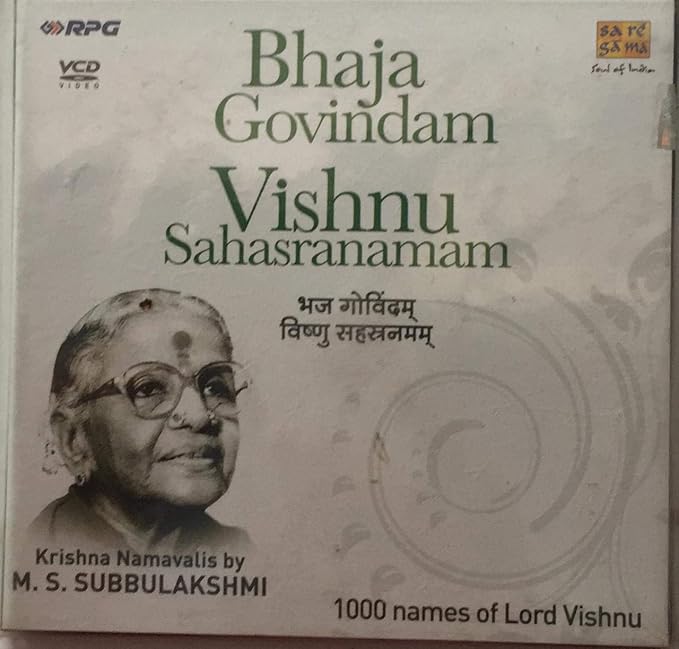 RPG
VCD
VIDEO
sa re
ga ma
Soul of India
Bhaja
Govindam
Vishnu
Sahasranamam
भज गोविंदम्
विष्णु सहस्रनमम्
Krishna Namavalis by
M. S. SUBBULAKSHMI
1000 names of Lord Vishnu